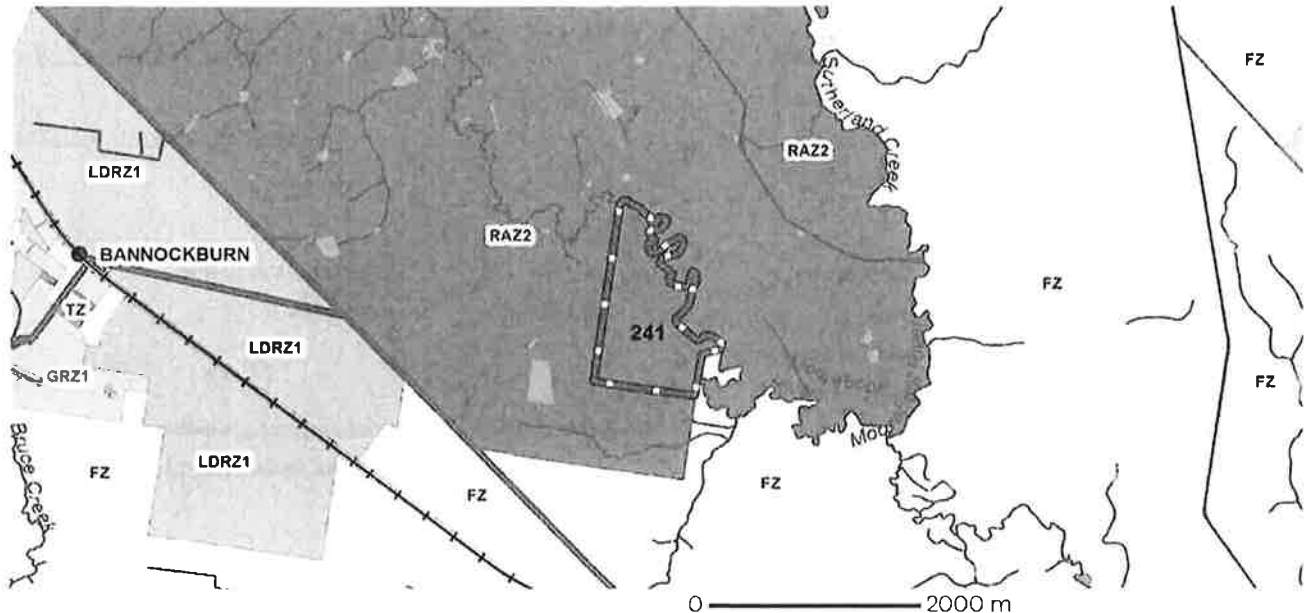 FZ
Sutherland Creek
RAZ2
LDRZ1
RAZ2
BANNOCKBURN
FZ
TZ
241
LDRZ1
GRZ1
FZ
Bruce Creek
LDRZ1
FZ
FZ
FZ
0 2000 m